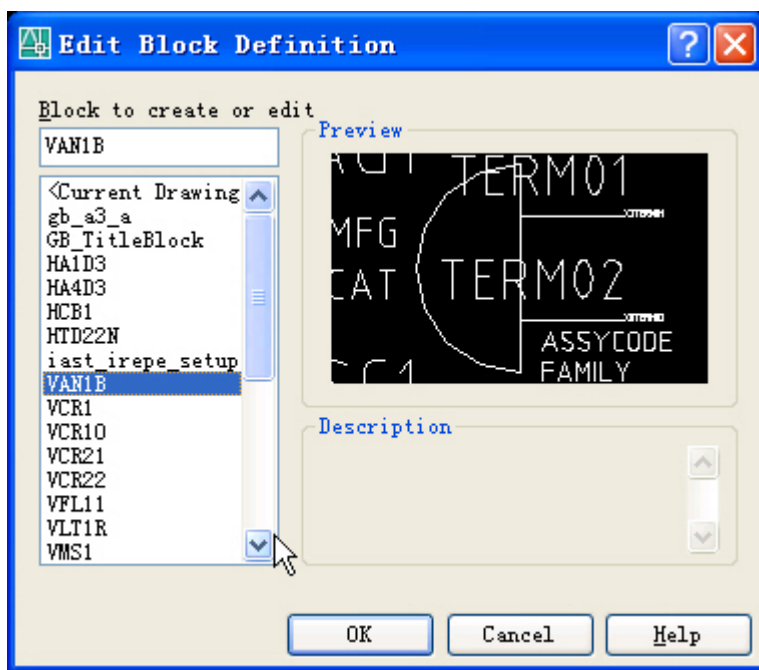 Edit Block Definition
Block to create or edit
VAN1B
<Current Drawing
gb_a3_a
GB_TitleBlock
HA1D3
HA4D3
HCB1
HTD22N
iast_irepe_setup
VAN1B
VCR1
VCR10
VCR21
VCR22
VFL11
VLT1R
VMS1
Preview
TERM01
MFG
CAT
TERM02
ASSYCODE
FAMILY
Description
OK
Cancel
Help